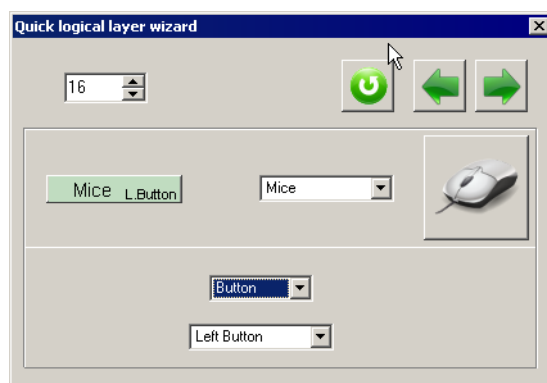 Quick logical layer wizard
16
Mice L.Button
Mice
Button
Left Button